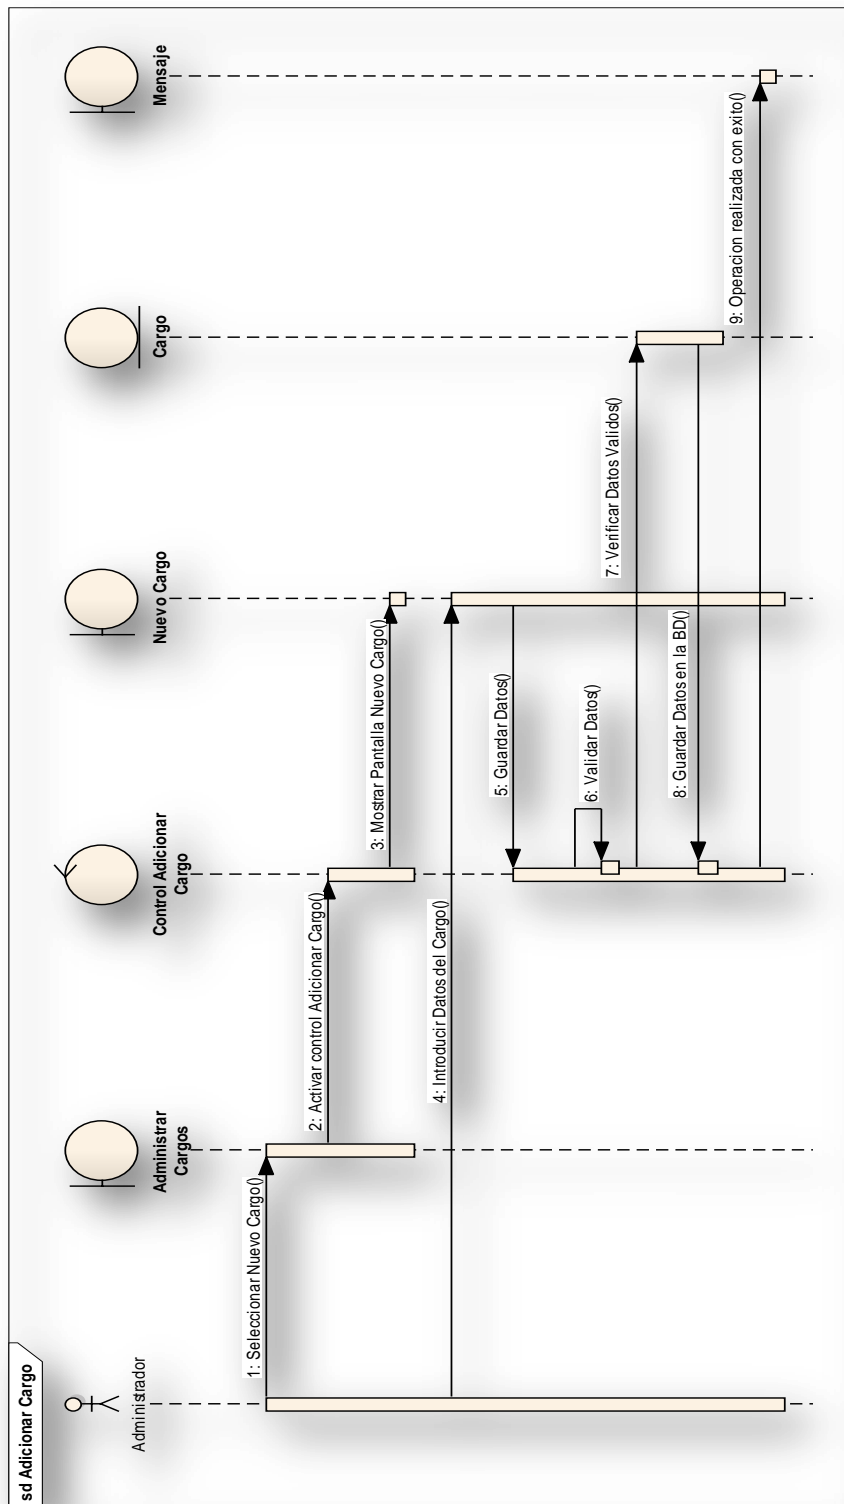 sd Adicionar Cargo
Administrador
Administrar
Cargos
Control Adicionar
Cargo
Nuevo Cargo
Cargo
Mensaje
1: Seleccionar Nuevo Cargo()
2: Activar control Adicionar Cargo()
3: Mostrar Pantalla Nuevo Cargo()
4: Introducir Datos del Cargo()
5: Guardar Datos()
6: Validar Datos()
7: Verificar Datos Validos()
8: Guardar Datos en la BD()
9: Operacion realizada con exito()